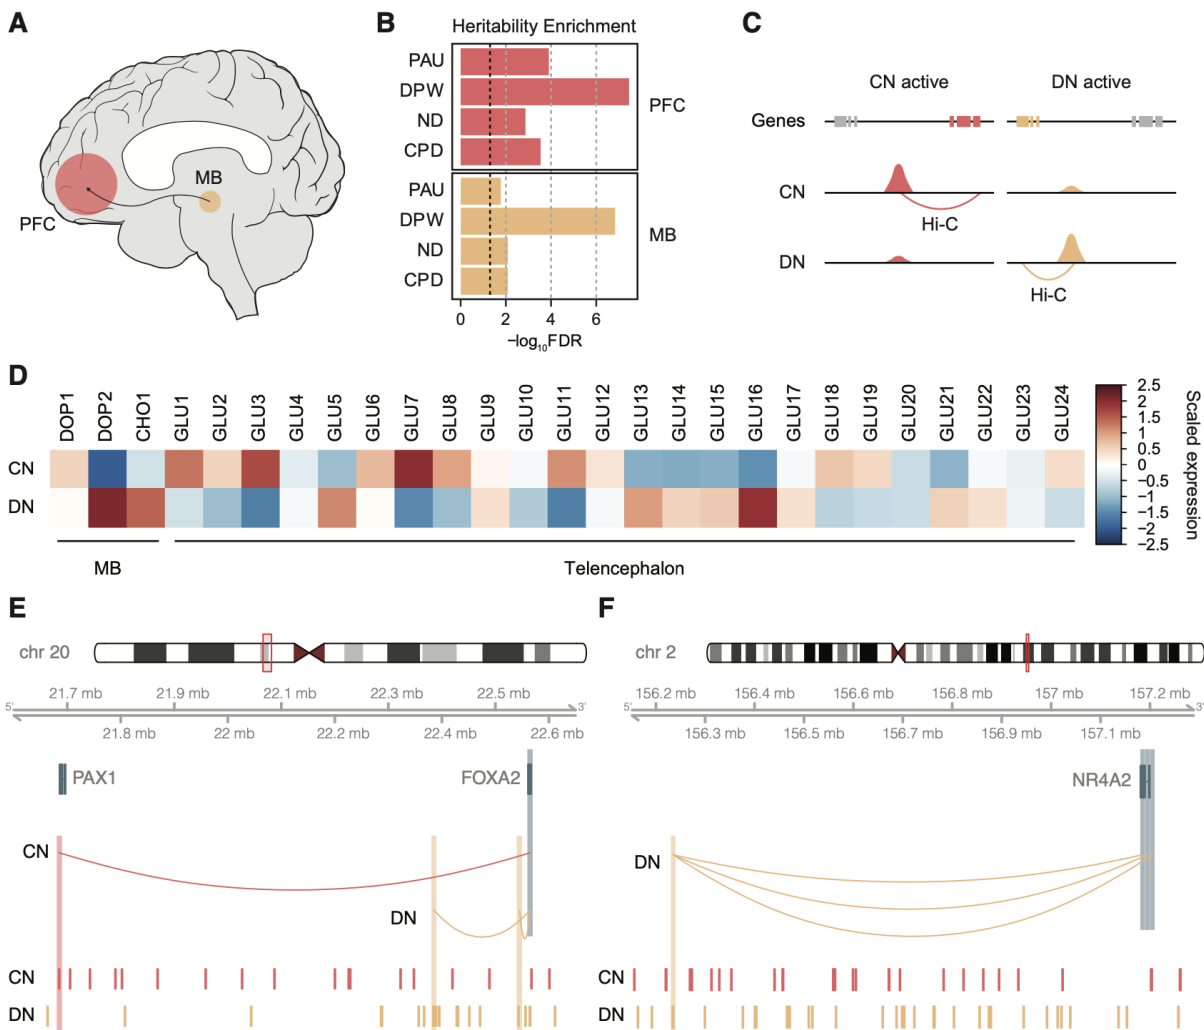 A
MB
PFC
B
Heritability Enrichment
PAU
DPW
ND
CPD
PFC
PAU
DPW
ND
CPD
MB
0 2 4 6
−log₁₀FDR
C
CN active DN active
Genes
CN
Hi-C
DN
Hi-C
D
DOP1 DOP2 CHO1 GLU1 GLU2 GLU3 GLU4 GLU5 GLU6 GLU7 GLU8 GLU9 GLU10 GLU11 GLU12 GLU13 GLU14 GLU15 GLU16 GLU17 GLU18 GLU19 GLU20 GLU21 GLU22 GLU23 GLU24
CN
DN
MB Telencephalon
2.5
2
1.5
1
0.5
0
−0.5
−1
−1.5
−2
−2.5
Scaled expression
E
chr 20
21.7 mb 21.9 mb 22.1 mb 22.3 mb 22.5 mb
5' 3'
21.8 mb 22 mb 22.2 mb 22.4 mb 22.6 mb
PAX1 FOXA2
CN
DN
CN
DN
F
chr 2
156.2 mb 156.4 mb 156.6 mb 156.8 mb 157 mb 157.2 mb
5' 3'
156.3 mb 156.5 mb 156.7 mb 156.9 mb 157.1 mb
NR4A2
DN
CN
DN